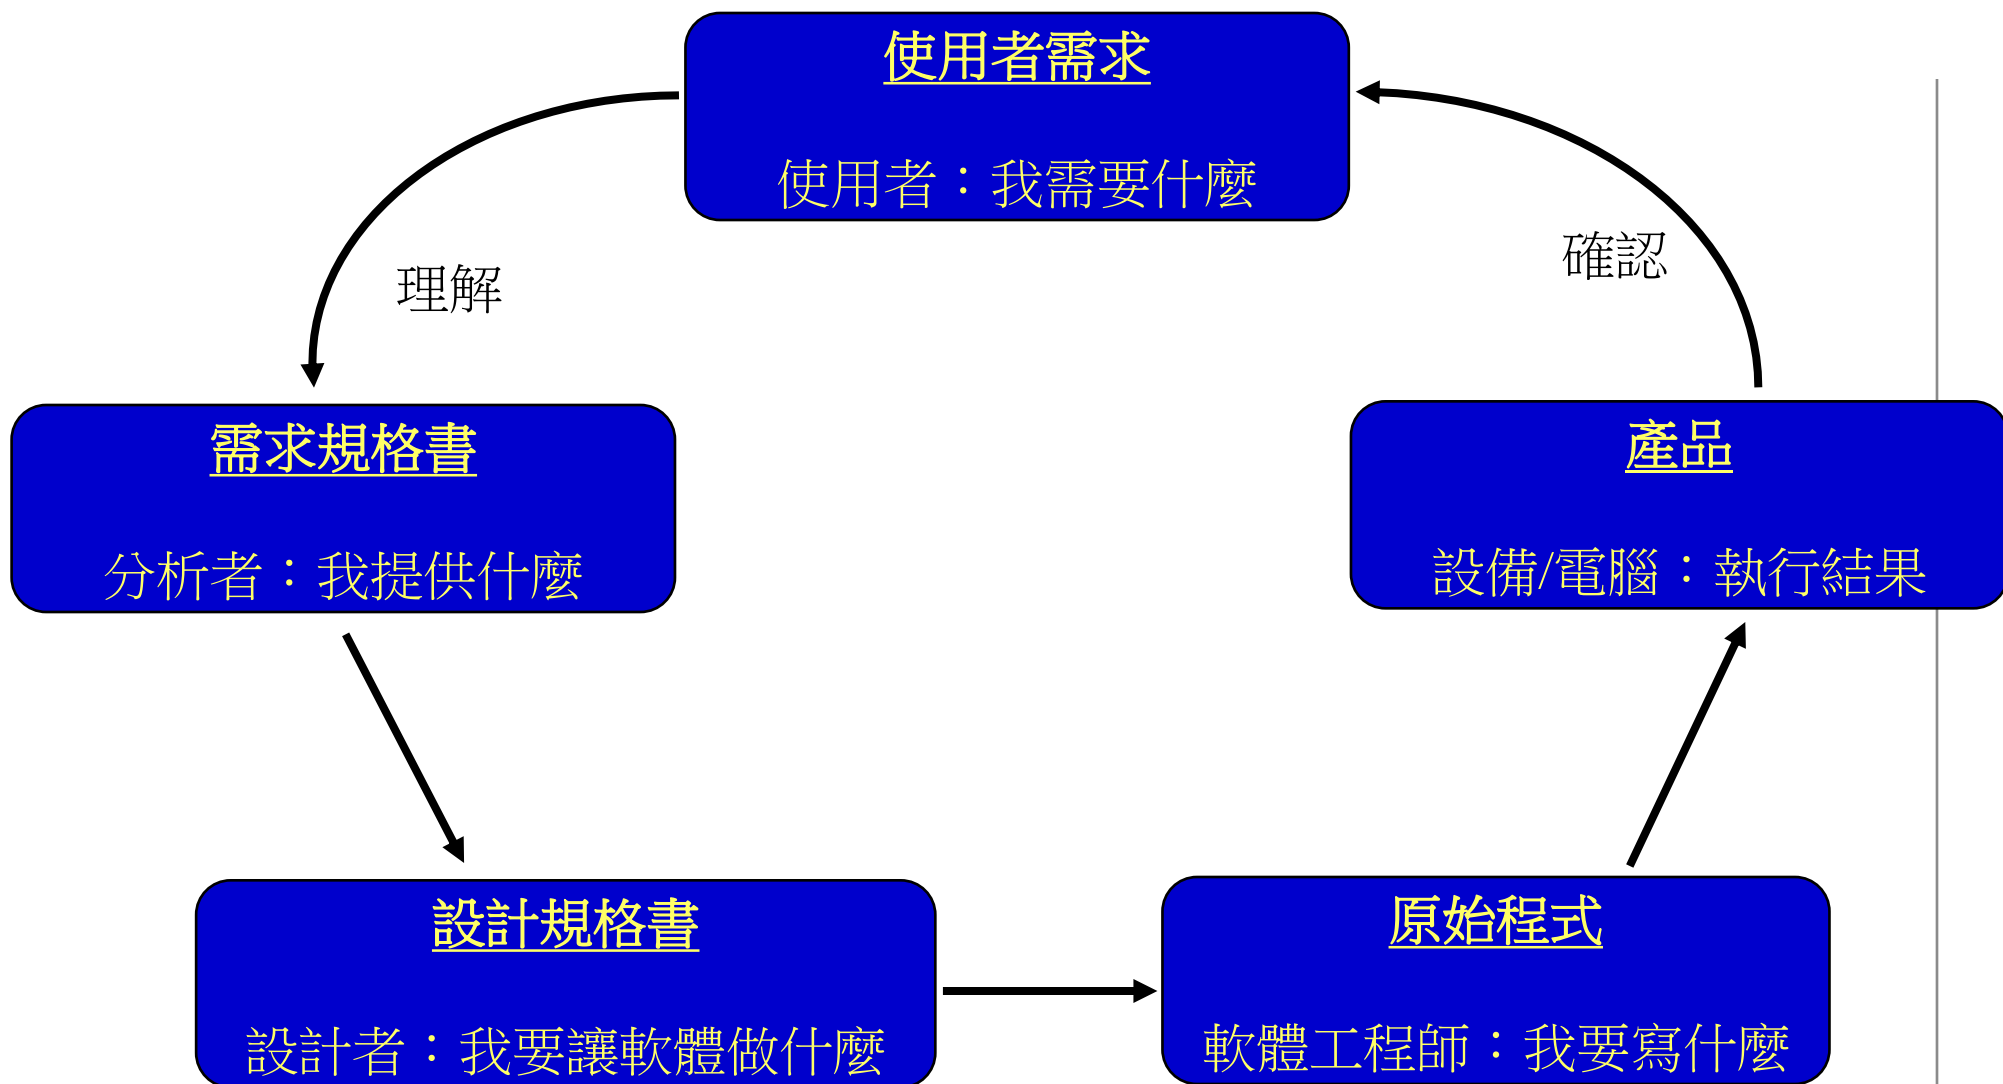 使用者需求
使用者：我需要什麼
理解
確認
需求規格書
分析者：我提供什麼
產品
設備/電腦：執行結果
設計規格書
設計者：我要讓軟體做什麼
原始程式
軟體工程師：我要寫什麼